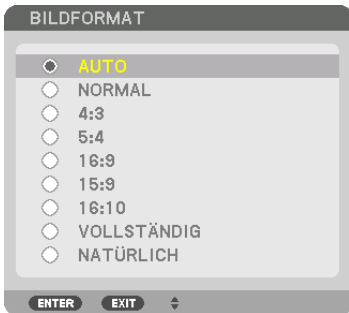 BILDFORMAT
AUTO
NORMAL
4:3
5:4
16:9
15:9
16:10
VOLLSTÄNDIG
NATÜRLICH
ENTER EXIT